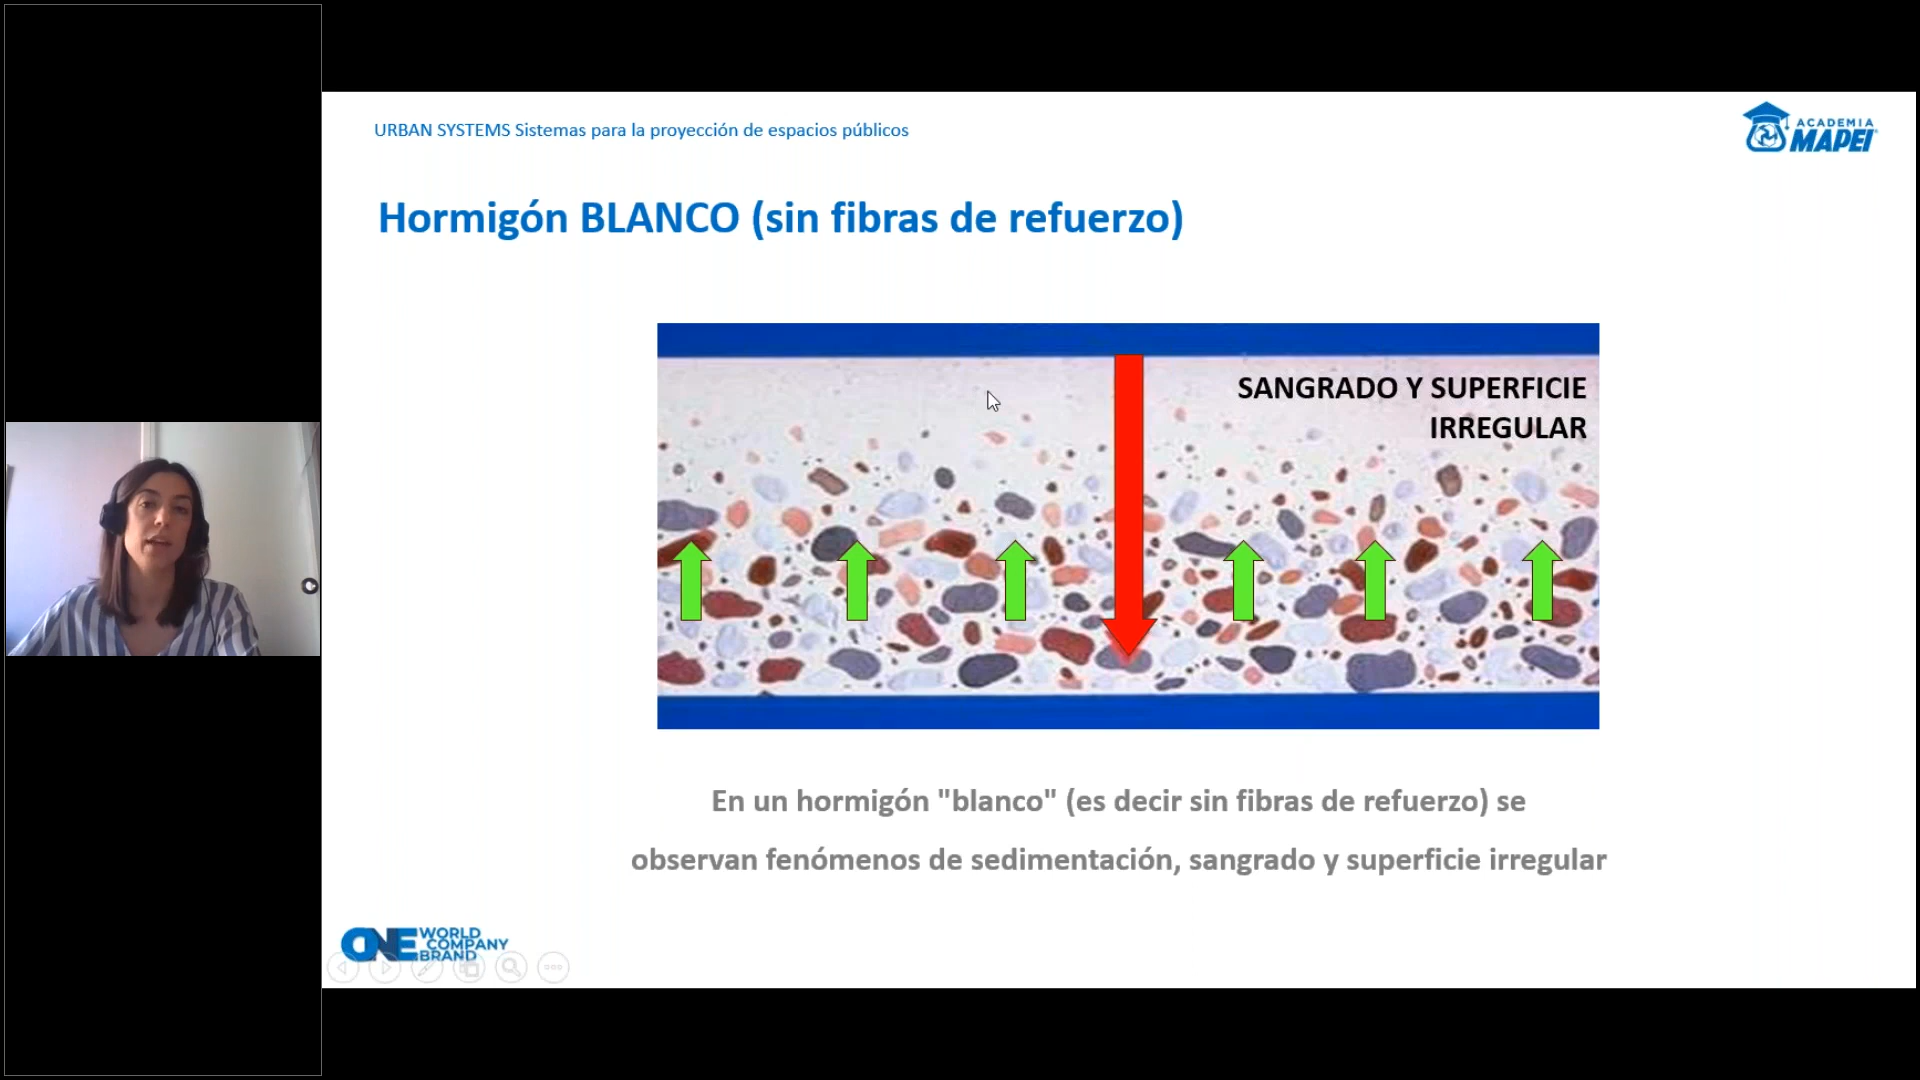 URBAN SYSTEMS Sistemas para la proyección de espacios públicos
ACADEMIA
MAPEI
Hormigón BLANCO (sin fibras de refuerzo)
SANGRADO Y SUPERFICIE
IRREGULAR
En un hormigón "blanco" (es decir sin fibras de refuerzo) se
observan fenómenos de sedimentación, sangrado y superficie irregular
ONE WORLD
COMPANY
BRAND